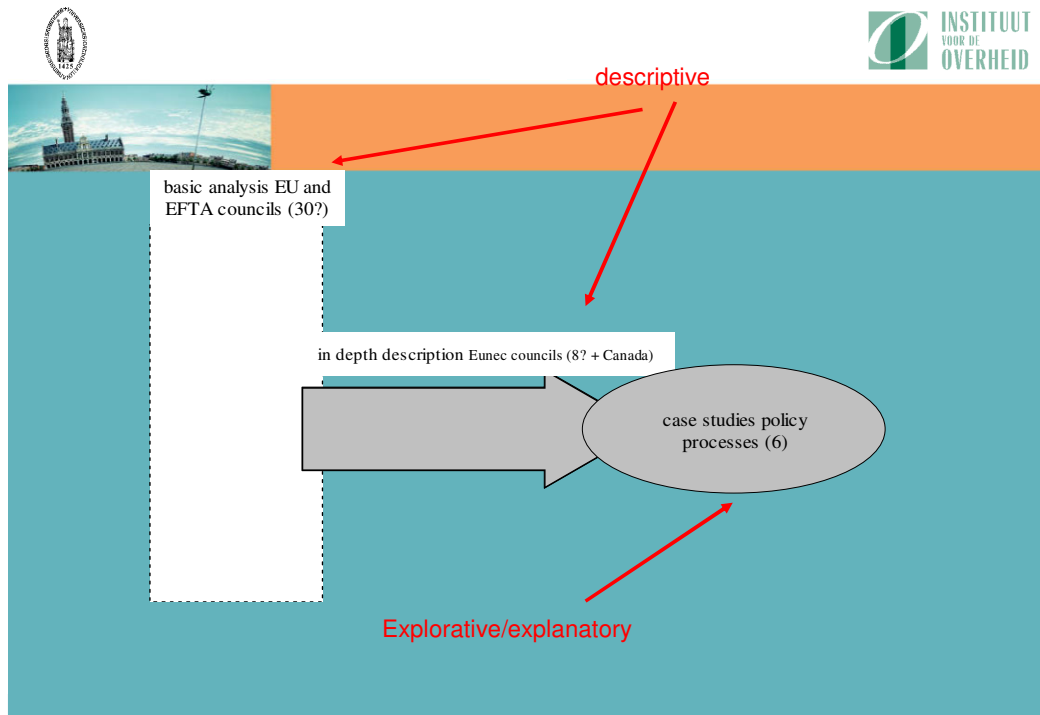 1425
INSTITUUT
VOOR DE
OVERHEID
descriptive
basic analysis EU and
EFTA councils (30?)
in depth description Eunec councils (8? + Canada)
case studies policy
processes (6)
Explorative/explanatory